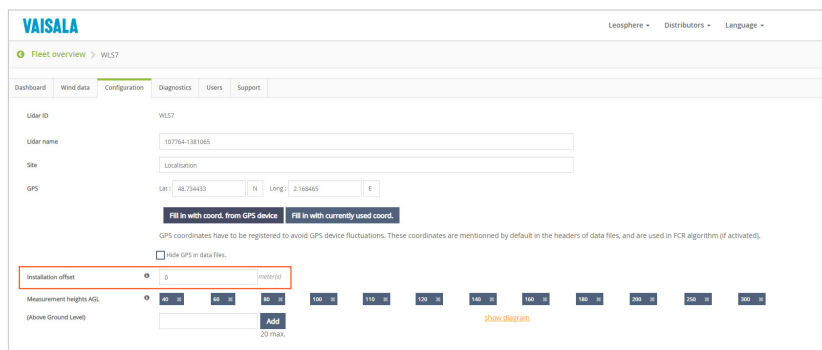 VAISALA
Leosphere Distributors Language
Fleet overview > WLS7
Dashboard Wind data Configuration Diagnostics Users Support
Lidar ID WLS7
Lidar name 107764-1381065
Site Localisation
GPS Lat : 48.734433 N Long : 2.168465 E
Fill in with coord. from GPS device Fill in with currently used coord.
GPS coordinates have to be registered to avoid GPS device fluctuations. These coordinates are mentionned by default in the headers of data files, and are used in FCR algorithm (if activated).
Hide GPS in data files.
Installation offset 0 meter(s)
Measurement heights AGL 40 60 80 100 110 120 140 160 180 200 250 300
(Above Ground Level) Add show diagram
20 max.